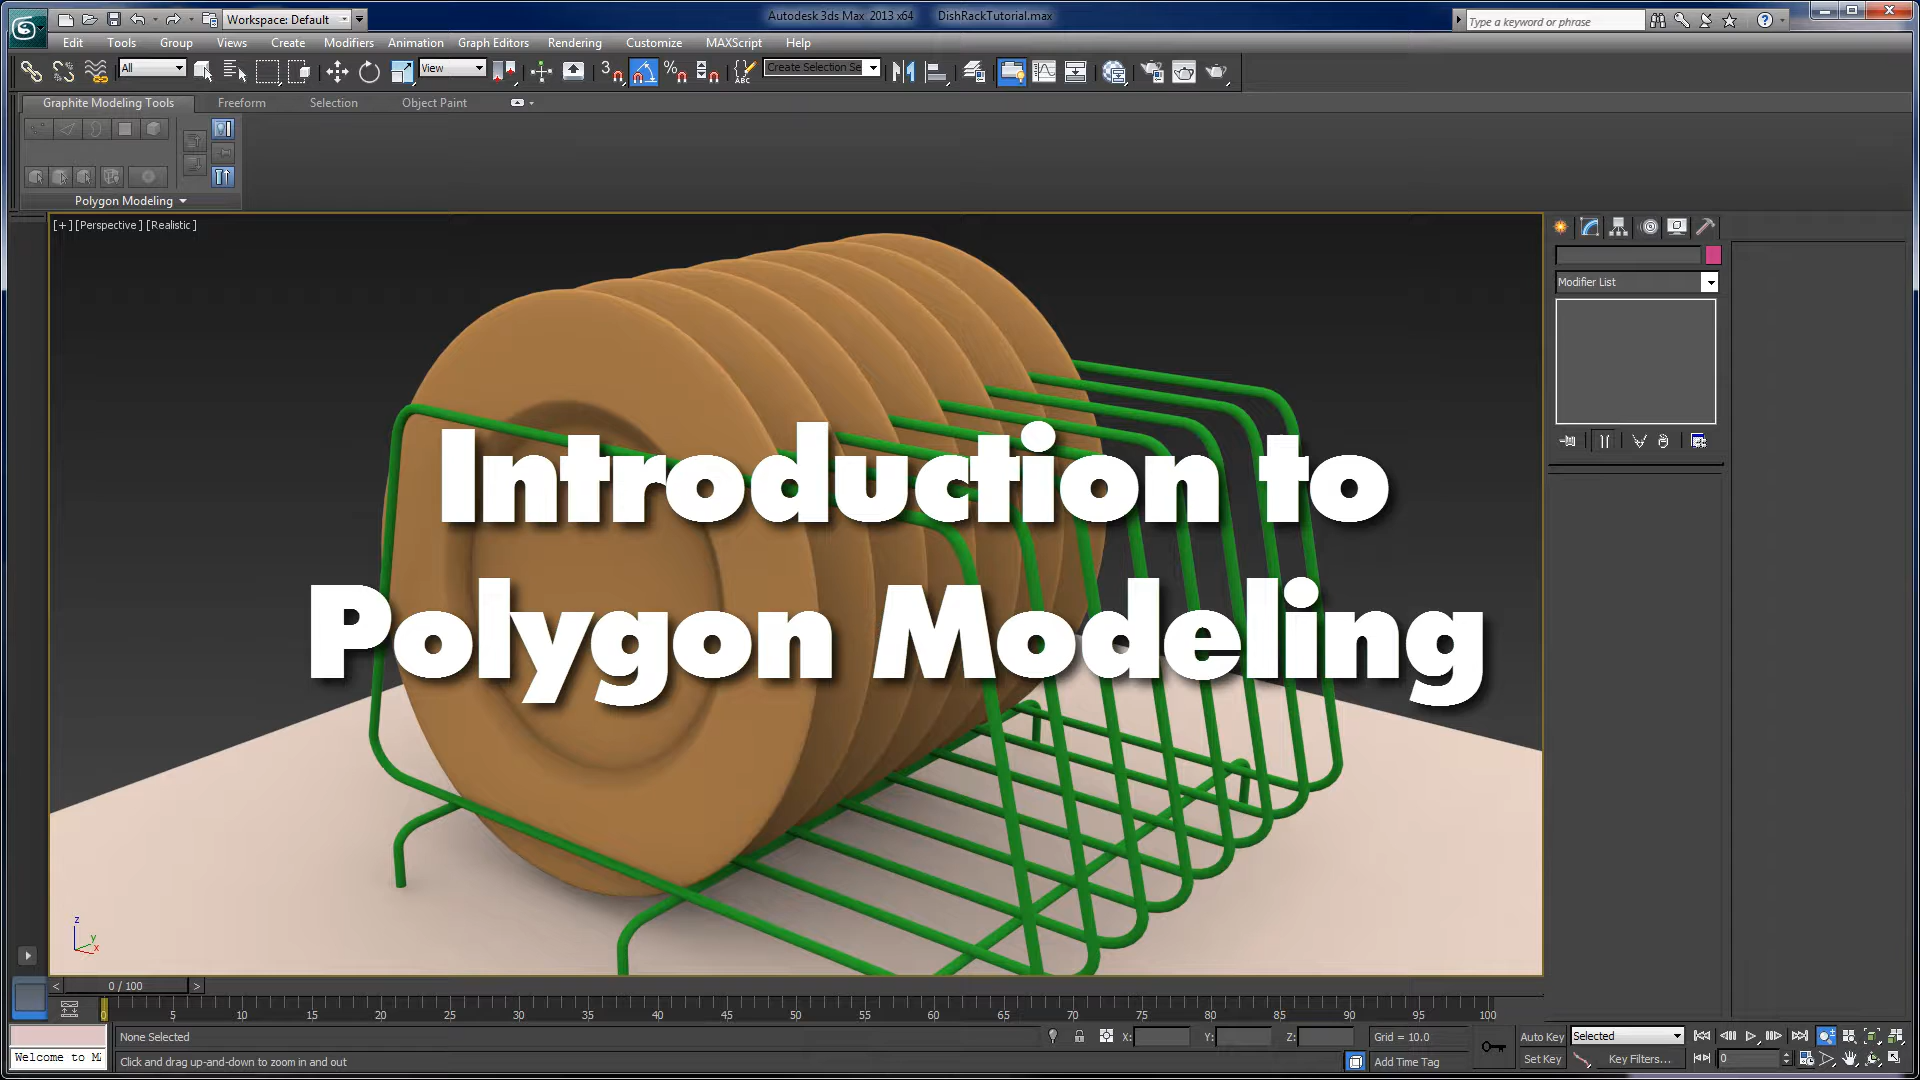 Workspace: Default
Autodesk 3ds Max 2013 x64 DishRackTutorial.max
Type a keyword or phrase
Edit Tools Group Views Create Modifiers Animation Graph Editors Rendering Customize MAXScript Help
All
View
3
ABC
Create Selection Se
Graphite Modeling Tools Freeform Selection Object Paint
Polygon Modeling
[+] [Perspective] [Realistic]
Modifier List
Introduction to
Polygon Modeling
z
y
x
< 0 / 100 >
0 5 10 15 20 25 30 35 40 45 50 55 60 65 70 75 80 85 90 95 100
None Selected X: Y: Z: Grid = 10.0 Auto Key Selected
Welcome to M
Click and drag up-and-down to zoom in and out Add Time Tag Set Key Key Filters... 0